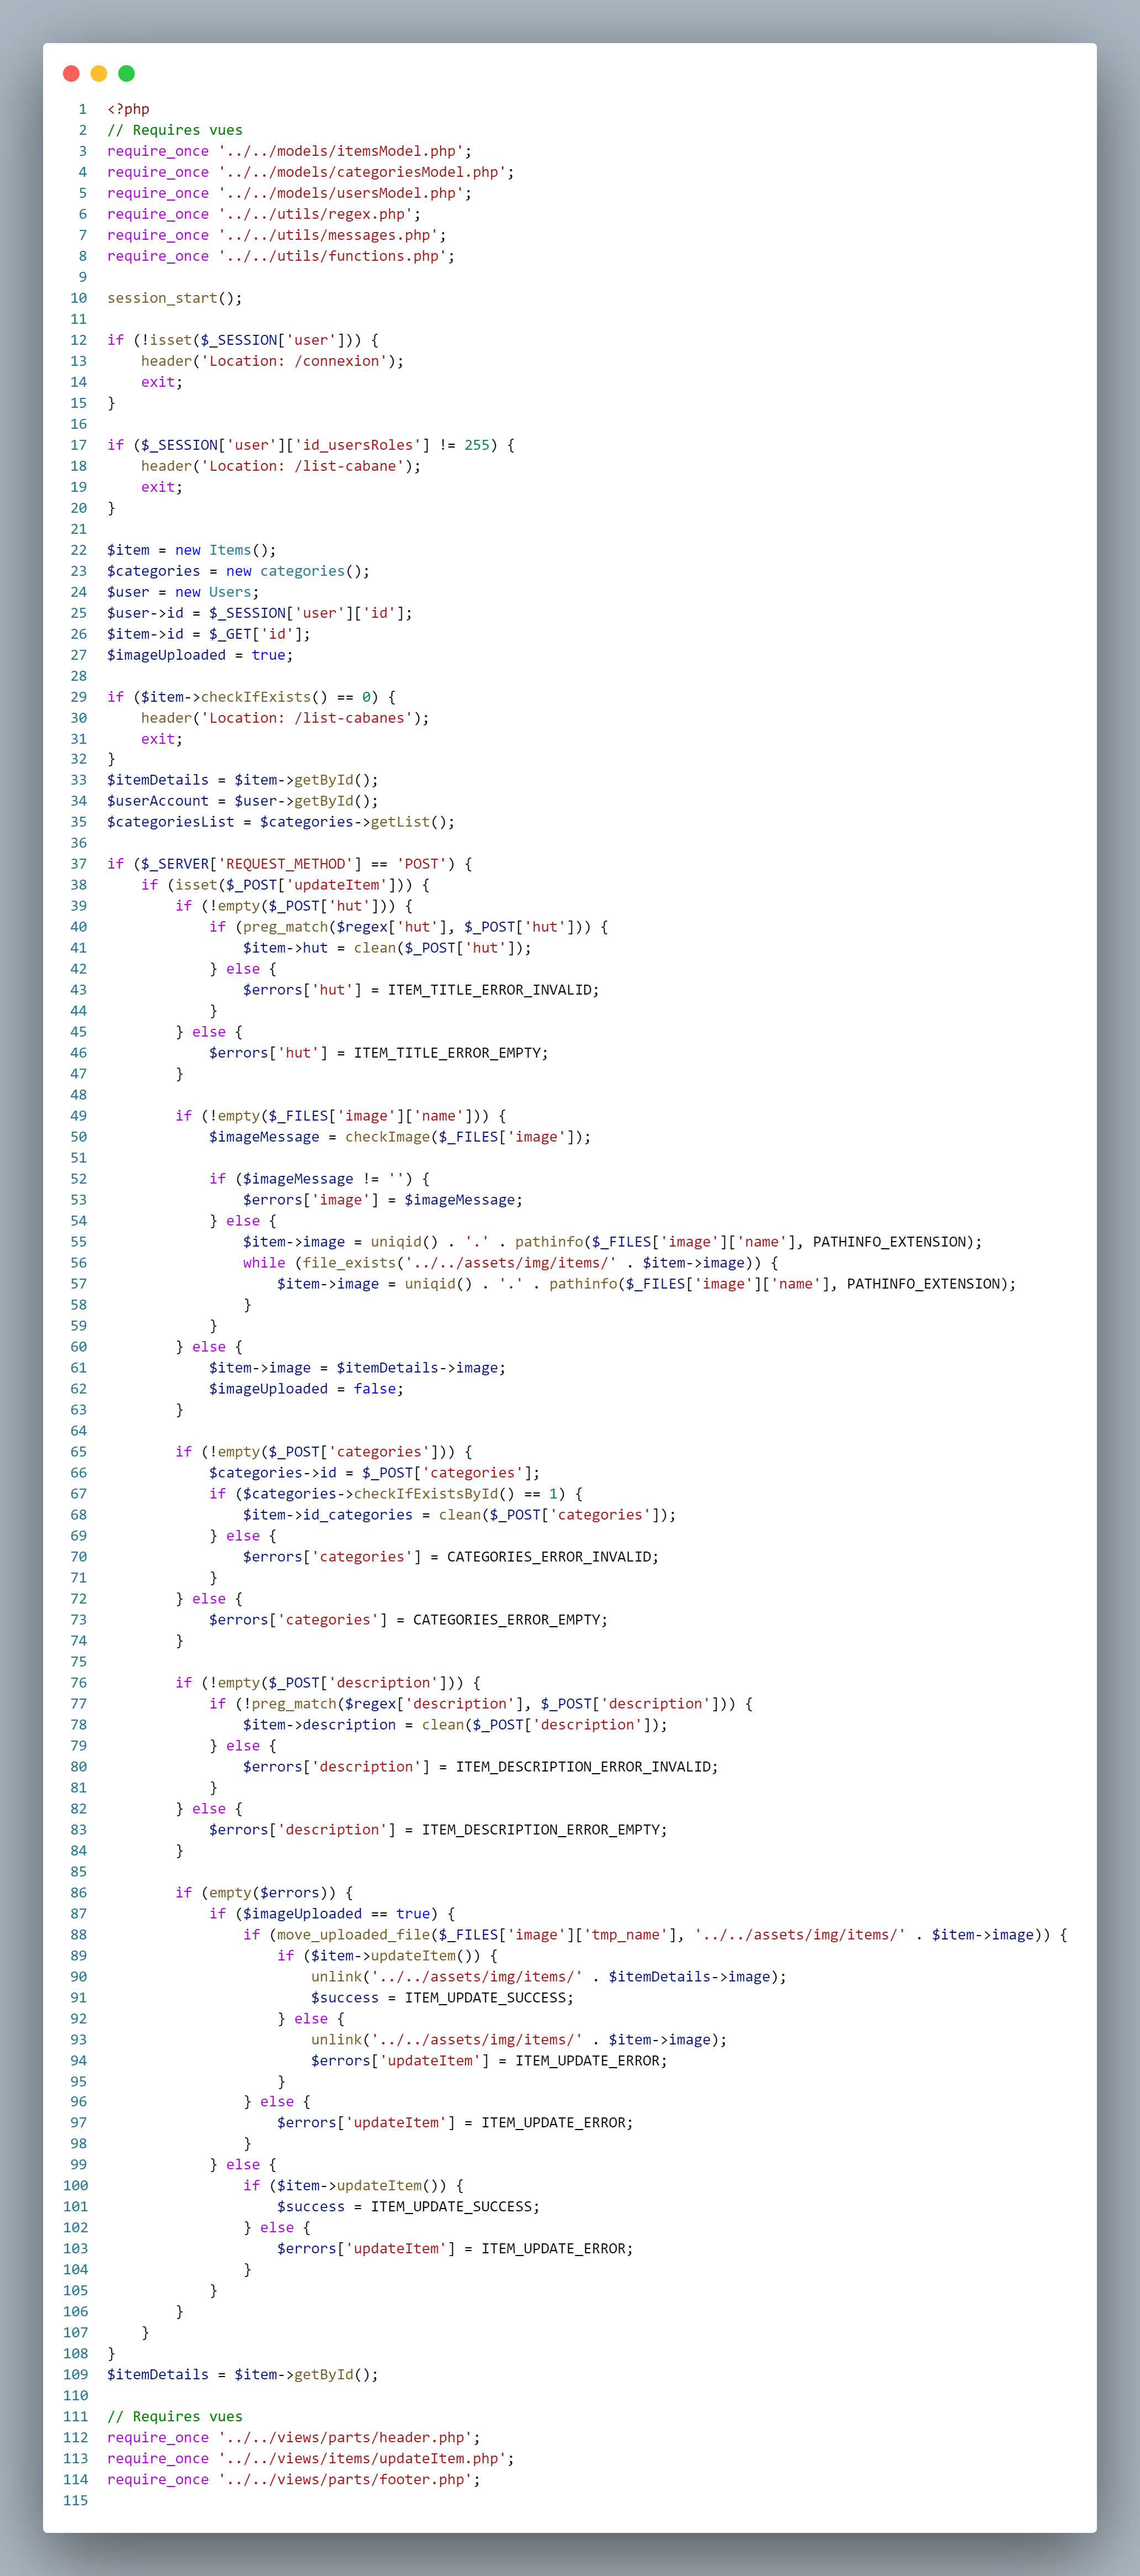 1 <?php
2 // Requires vues
3 require_once '../../models/itemsModel.php';
4 require_once '../../models/categoriesModel.php';
5 require_once '../../models/usersModel.php';
6 require_once '../../utils/regex.php';
7 require_once '../../utils/messages.php';
8 require_once '../../utils/functions.php';
9
10 session_start();
11
12 if (!isset($_SESSION['user'])) {
13     header('Location: /connexion');
14     exit;
15 }
16
17 if ($_SESSION['user']['id_usersRoles'] != 255) {
18     header('Location: /list-cabane');
19     exit;
20 }
21
22 $item = new Items();
23 $categories = new categories();
24 $user = new Users;
25 $user->id = $_SESSION['user']['id'];
26 $item->id = $_GET['id'];
27 $imageUploaded = true;
28
29 if ($item->checkIfExists() == 0) {
30     header('Location: /list-cabanes');
31     exit;
32 }
33 $itemDetails = $item->getById();
34 $userAccount = $user->getById();
35 $categoriesList = $categories->getList();
36
37 if ($_SERVER['REQUEST_METHOD'] == 'POST') {
38     if (isset($_POST['updateItem'])) {
39         if (!empty($_POST['hut'])) {
40             if (preg_match($regex['hut'], $_POST['hut'])) {
41                 $item->hut = clean($_POST['hut']);
42             } else {
43                 $errors['hut'] = ITEM_TITLE_ERROR_INVALID;
44             }
45         } else {
46             $errors['hut'] = ITEM_TITLE_ERROR_EMPTY;
47         }
48
49         if (!empty($_FILES['image']['name'])) {
50             $imageMessage = checkImage($_FILES['image']);
51
52             if ($imageMessage != '') {
53                 $errors['image'] = $imageMessage;
54             } else {
55                 $item->image = uniqid() . '.' . pathinfo($_FILES['image']['name'], PATHINFO_EXTENSION);
56                 while (file_exists('../../assets/img/items/' . $item->image)) {
57                     $item->image = uniqid() . '.' . pathinfo($_FILES['image']['name'], PATHINFO_EXTENSION);
58                 }
59             }
60         } else {
61             $item->image = $itemDetails->image;
62             $imageUploaded = false;
63         }
64
65         if (!empty($_POST['categories'])) {
66             $categories->id = $_POST['categories'];
67             if ($categories->checkIfExistsById() == 1) {
68                 $item->id_categories = clean($_POST['categories']);
69             } else {
70                 $errors['categories'] = CATEGORIES_ERROR_INVALID;
71             }
72         } else {
73             $errors['categories'] = CATEGORIES_ERROR_EMPTY;
74         }
75
76         if (!empty($_POST['description'])) {
77             if (!preg_match($regex['description'], $_POST['description'])) {
78                 $item->description = clean($_POST['description']);
79             } else {
80                 $errors['description'] = ITEM_DESCRIPTION_ERROR_INVALID;
81             }
82         } else {
83             $errors['description'] = ITEM_DESCRIPTION_ERROR_EMPTY;
84         }
85
86         if (empty($errors)) {
87             if ($imageUploaded == true) {
88                 if (move_uploaded_file($_FILES['image']['tmp_name'], '../../assets/img/items/' . $item->image)) {
89                     if ($item->updateItem()) {
90                         unlink('../../assets/img/items/' . $itemDetails->image);
91                         $success = ITEM_UPDATE_SUCCESS;
92                     } else {
93                         unlink('../../assets/img/items/' . $item->image);
94                         $errors['updateItem'] = ITEM_UPDATE_ERROR;
95                     }
96                 } else {
97                     $errors['updateItem'] = ITEM_UPDATE_ERROR;
98                 }
99             } else {
100                 if ($item->updateItem()) {
101                     $success = ITEM_UPDATE_SUCCESS;
102                 } else {
103                     $errors['updateItem'] = ITEM_UPDATE_ERROR;
104                 }
105             }
106         }
107     }
108 }
109 $itemDetails = $item->getById();
110
111 // Requires vues
112 require_once '../../views/parts/header.php';
113 require_once '../../views/items/updateItem.php';
114 require_once '../../views/parts/footer.php';
115